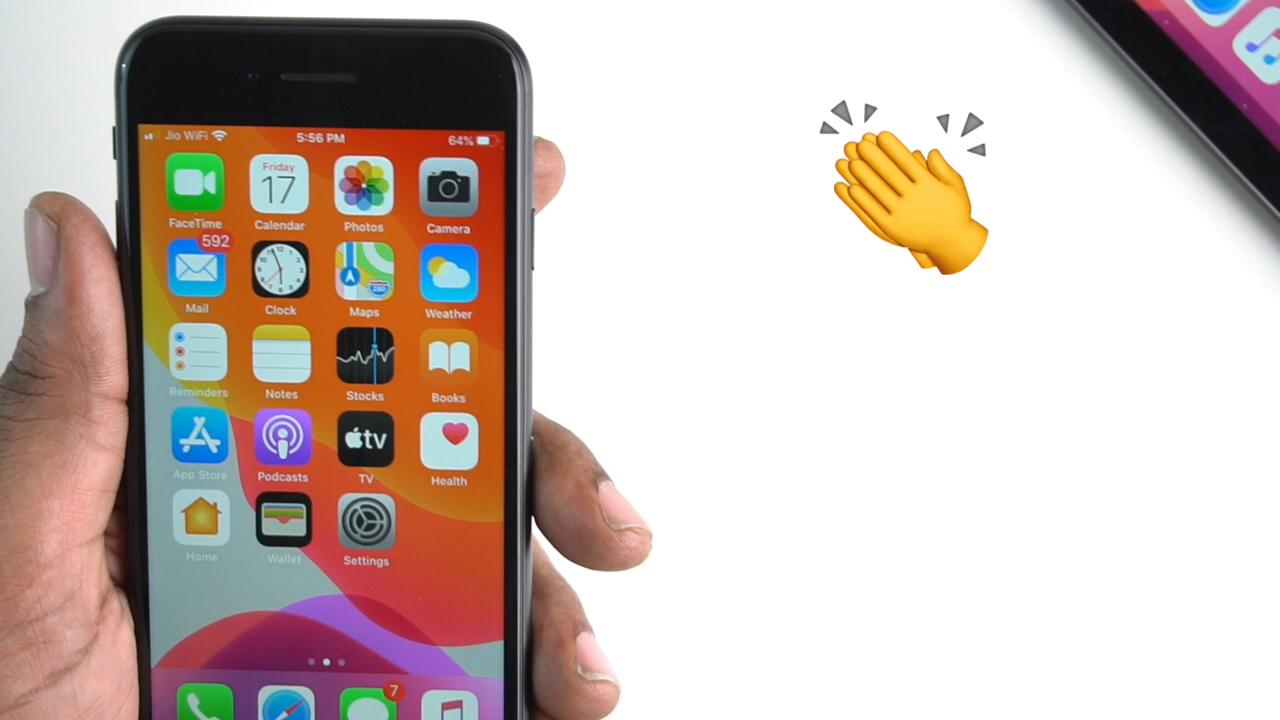 Jio WiFi 5:56 PM 64%
Friday
17
FaceTime Calendar Photos Camera
592
Mail Clock Maps Weather
Reminders Notes Stocks Books
tv
App Store Podcasts TV Health
Home Wallet Settings
7